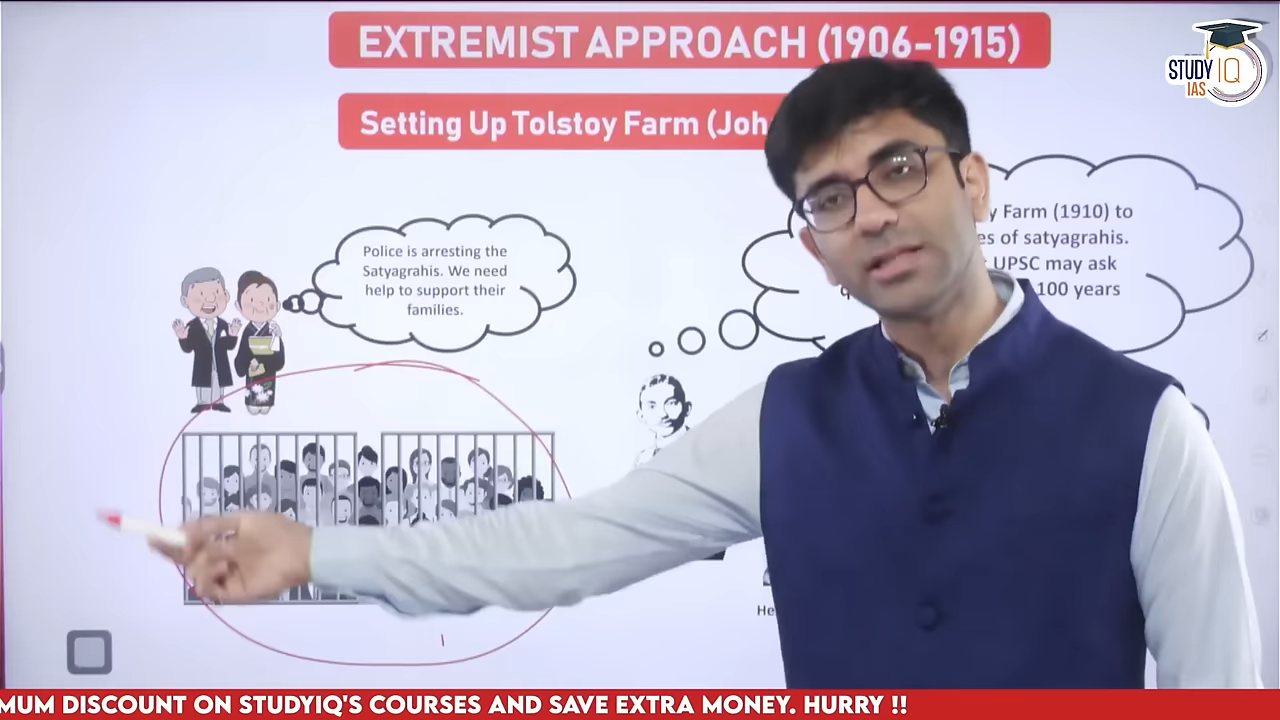 EXTREMIST APPROACH (1906-1915)
STUDY IQ
IAS
Setting Up Tolstoy Farm (Joh
Police is arresting the
Satyagrahis. We need
help to support their
families.
y Farm (1910) to
es of satyagrahis.
UPSC may ask
100 years
He
MUM DISCOUNT ON STUDYIQ'S COURSES AND SAVE EXTRA MONEY. HURRY !!